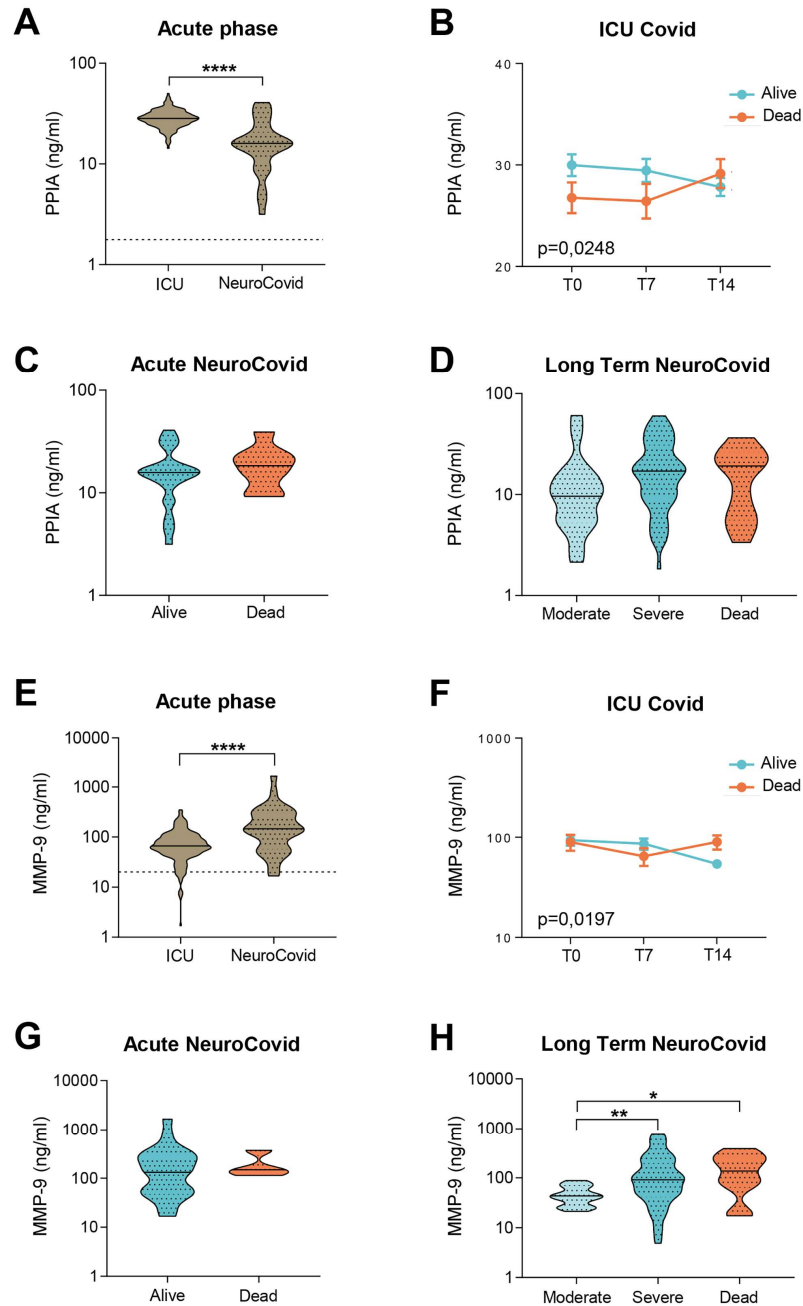 A
Acute phase
PPIA (ng/ml)
100
10
1
****
ICU
NeuroCovid
B
ICU Covid
40
30
20
Alive
Dead
p=0,0248
T0
T7
T14
C
Acute NeuroCovid
PPIA (ng/ml)
100
10
1
Alive
Dead
D
Long Term NeuroCovid
PPIA (ng/ml)
100
10
1
Moderate
Severe
Dead
E
Acute phase
MMP-9 (ng/ml)
10000
1000
100
10
1
****
ICU
NeuroCovid
F
ICU Covid
MMP-9 (ng/ml)
1000
100
10
Alive
Dead
p=0,0197
T0
T7
T14
G
Acute NeuroCovid
MMP-9 (ng/ml)
10000
1000
100
10
1
Alive
Dead
H
Long Term NeuroCovid
MMP-9 (ng/ml)
10000
1000
100
10
1
*
**
Moderate
Severe
Dead